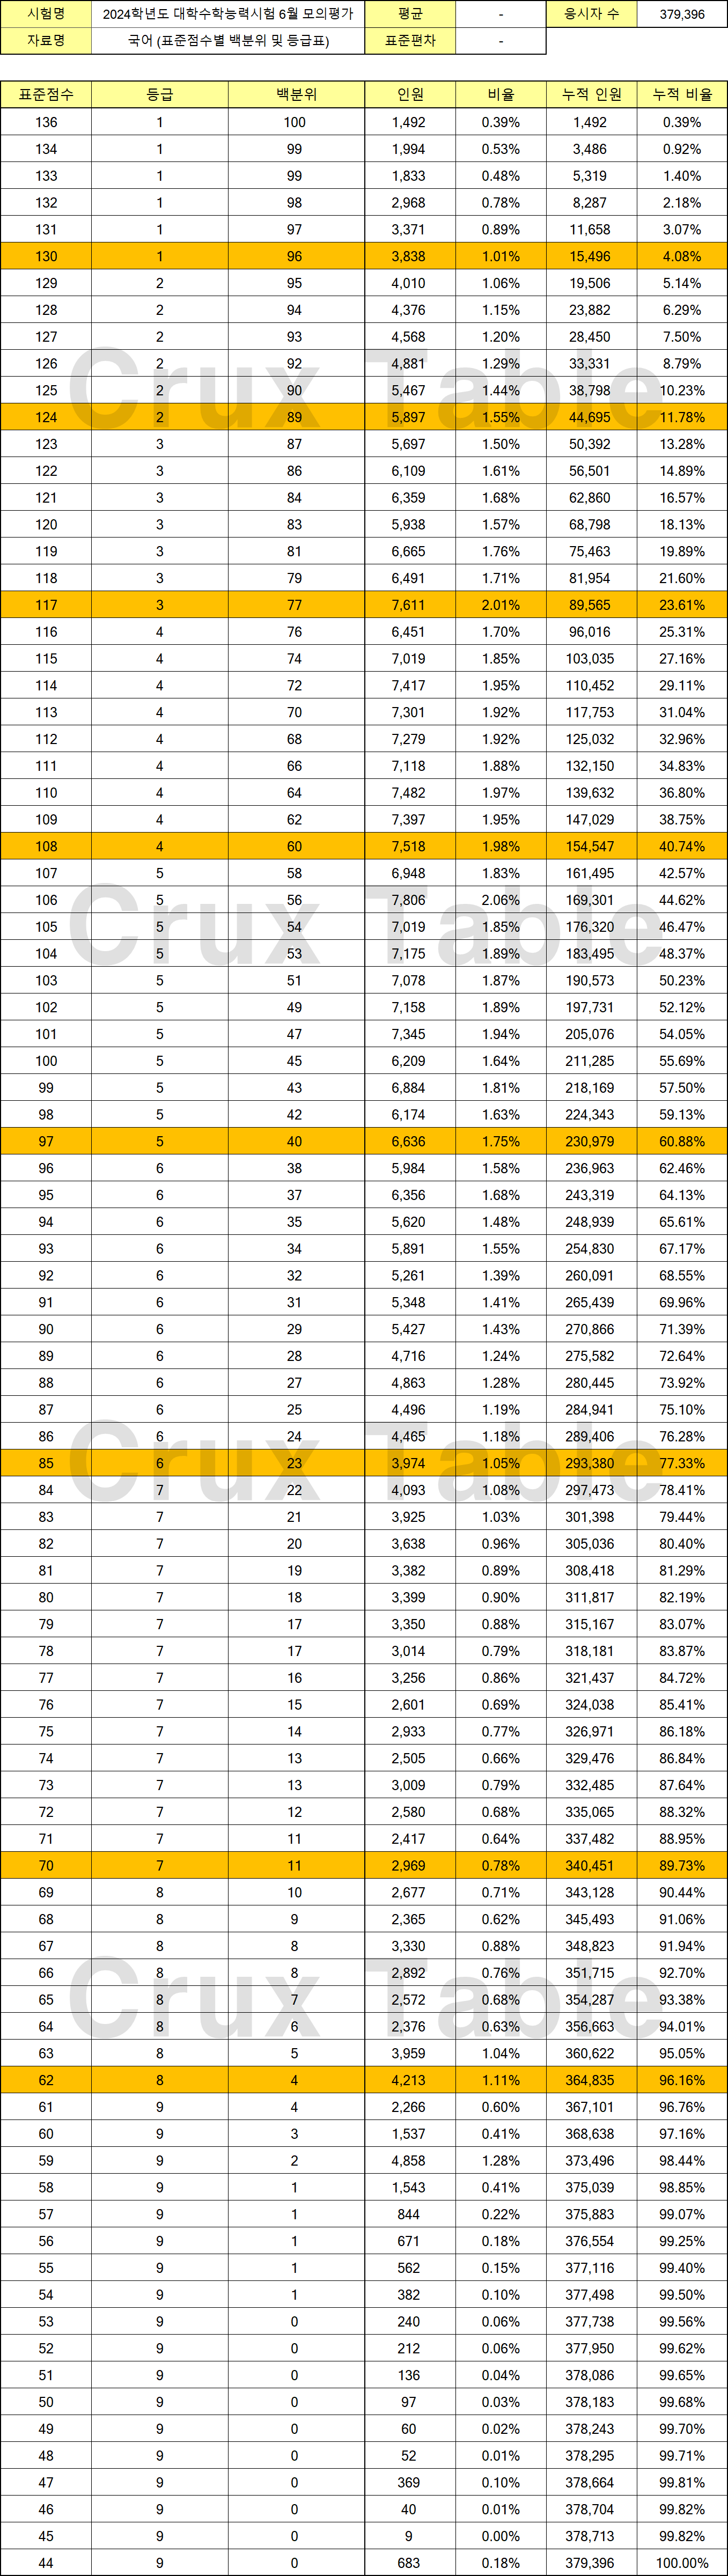 시험명 2024학년도 대학수학능력시험 6월 모의평가 평균 - 응시자 수 379,396
자료명 국어 (표준점수별 백분위 및 등급표) 표준편차 -
표준점수 등급 백분위 인원 비율 누적 인원 누적 비율
136 1 100 1,492 0.39% 1,492 0.39%
134 1 99 1,994 0.53% 3,486 0.92%
133 1 99 1,833 0.48% 5,319 1.40%
132 1 98 2,968 0.78% 8,287 2.18%
131 1 97 3,371 0.89% 11,658 3.07%
130 1 96 3,838 1.01% 15,496 4.08%
129 2 95 4,010 1.06% 19,506 5.14%
128 2 94 4,376 1.15% 23,882 6.29%
127 2 93 4,568 1.20% 28,450 7.50%
126 2 92 4,881 1.29% 33,331 8.79%
Crux Table
125 2 90 5,467 1.44% 38,798 10.23%
124 2 89 5,897 1.55% 44,695 11.78%
123 3 87 5,697 1.50% 50,392 13.28%
122 3 86 6,109 1.61% 56,501 14.89%
121 3 84 6,359 1.68% 62,860 16.57%
120 3 83 5,938 1.57% 68,798 18.13%
119 3 81 6,665 1.76% 75,463 19.89%
118 3 79 6,491 1.71% 81,954 21.60%
117 3 77 7,611 2.01% 89,565 23.61%
116 4 76 6,451 1.70% 96,016 25.31%
115 4 74 7,019 1.85% 103,035 27.16%
114 4 72 7,417 1.95% 110,452 29.11%
113 4 70 7,301 1.92% 117,753 31.04%
112 4 68 7,279 1.92% 125,032 32.96%
111 4 66 7,118 1.88% 132,150 34.83%
110 4 64 7,482 1.97% 139,632 36.80%
109 4 62 7,397 1.95% 147,029 38.75%
108 4 60 7,518 1.98% 154,547 40.74%
107 5 58 6,948 1.83% 161,495 42.57%
106 5 56 7,806 2.06% 169,301 44.62%
Crux Table
105 5 54 7,019 1.85% 176,320 46.47%
104 5 53 7,175 1.89% 183,495 48.37%
103 5 51 7,078 1.87% 190,573 50.23%
102 5 49 7,158 1.89% 197,731 52.12%
101 5 47 7,345 1.94% 205,076 54.05%
100 5 45 6,209 1.64% 211,285 55.69%
99 5 43 6,884 1.81% 218,169 57.50%
98 5 42 6,174 1.63% 224,343 59.13%
97 5 40 6,636 1.75% 230,979 60.88%
96 6 38 5,984 1.58% 236,963 62.46%
95 6 37 6,356 1.68% 243,319 64.13%
94 6 35 5,620 1.48% 248,939 65.61%
93 6 34 5,891 1.55% 254,830 67.17%
92 6 32 5,261 1.39% 260,091 68.55%
91 6 31 5,348 1.41% 265,439 69.96%
90 6 29 5,427 1.43% 270,866 71.39%
89 6 28 4,716 1.24% 275,582 72.64%
88 6 27 4,863 1.28% 280,445 73.92%
87 6 25 4,496 1.19% 284,941 75.10%
86 6 24 4,465 1.18% 289,406 76.28%
Crux Table
85 6 23 3,974 1.05% 293,380 77.33%
84 7 22 4,093 1.08% 297,473 78.41%
83 7 21 3,925 1.03% 301,398 79.44%
82 7 20 3,638 0.96% 305,036 80.40%
81 7 19 3,382 0.89% 308,418 81.29%
80 7 18 3,399 0.90% 311,817 82.19%
79 7 17 3,350 0.88% 315,167 83.07%
78 7 17 3,014 0.79% 318,181 83.87%
77 7 16 3,256 0.86% 321,437 84.72%
76 7 15 2,601 0.69% 324,038 85.41%
75 7 14 2,933 0.77% 326,971 86.18%
74 7 13 2,505 0.66% 329,476 86.84%
73 7 13 3,009 0.79% 332,485 87.64%
72 7 12 2,580 0.68% 335,065 88.32%
71 7 11 2,417 0.64% 337,482 88.95%
70 7 11 2,969 0.78% 340,451 89.73%
69 8 10 2,677 0.71% 343,128 90.44%
68 8 9 2,365 0.62% 345,493 91.06%
67 8 8 3,330 0.88% 348,823 91.94%
66 8 8 2,892 0.76% 351,715 92.70%
Crux Table
65 8 7 2,572 0.68% 354,287 93.38%
64 8 6 2,376 0.63% 356,663 94.01%
63 8 5 3,959 1.04% 360,622 95.05%
62 8 4 4,213 1.11% 364,835 96.16%
61 9 4 2,266 0.60% 367,101 96.76%
60 9 3 1,537 0.41% 368,638 97.16%
59 9 2 4,858 1.28% 373,496 98.44%
58 9 1 1,543 0.41% 375,039 98.85%
57 9 1 844 0.22% 375,883 99.07%
56 9 1 671 0.18% 376,554 99.25%
55 9 1 562 0.15% 377,116 99.40%
54 9 1 382 0.10% 377,498 99.50%
53 9 0 240 0.06% 377,738 99.56%
52 9 0 212 0.06% 377,950 99.62%
51 9 0 136 0.04% 378,086 99.65%
50 9 0 97 0.03% 378,183 99.68%
49 9 0 60 0.02% 378,243 99.70%
48 9 0 52 0.01% 378,295 99.71%
47 9 0 369 0.10% 378,664 99.81%
46 9 0 40 0.01% 378,704 99.82%
45 9 0 9 0.00% 378,713 99.82%
44 9 0 683 0.18% 379,396 100.00%